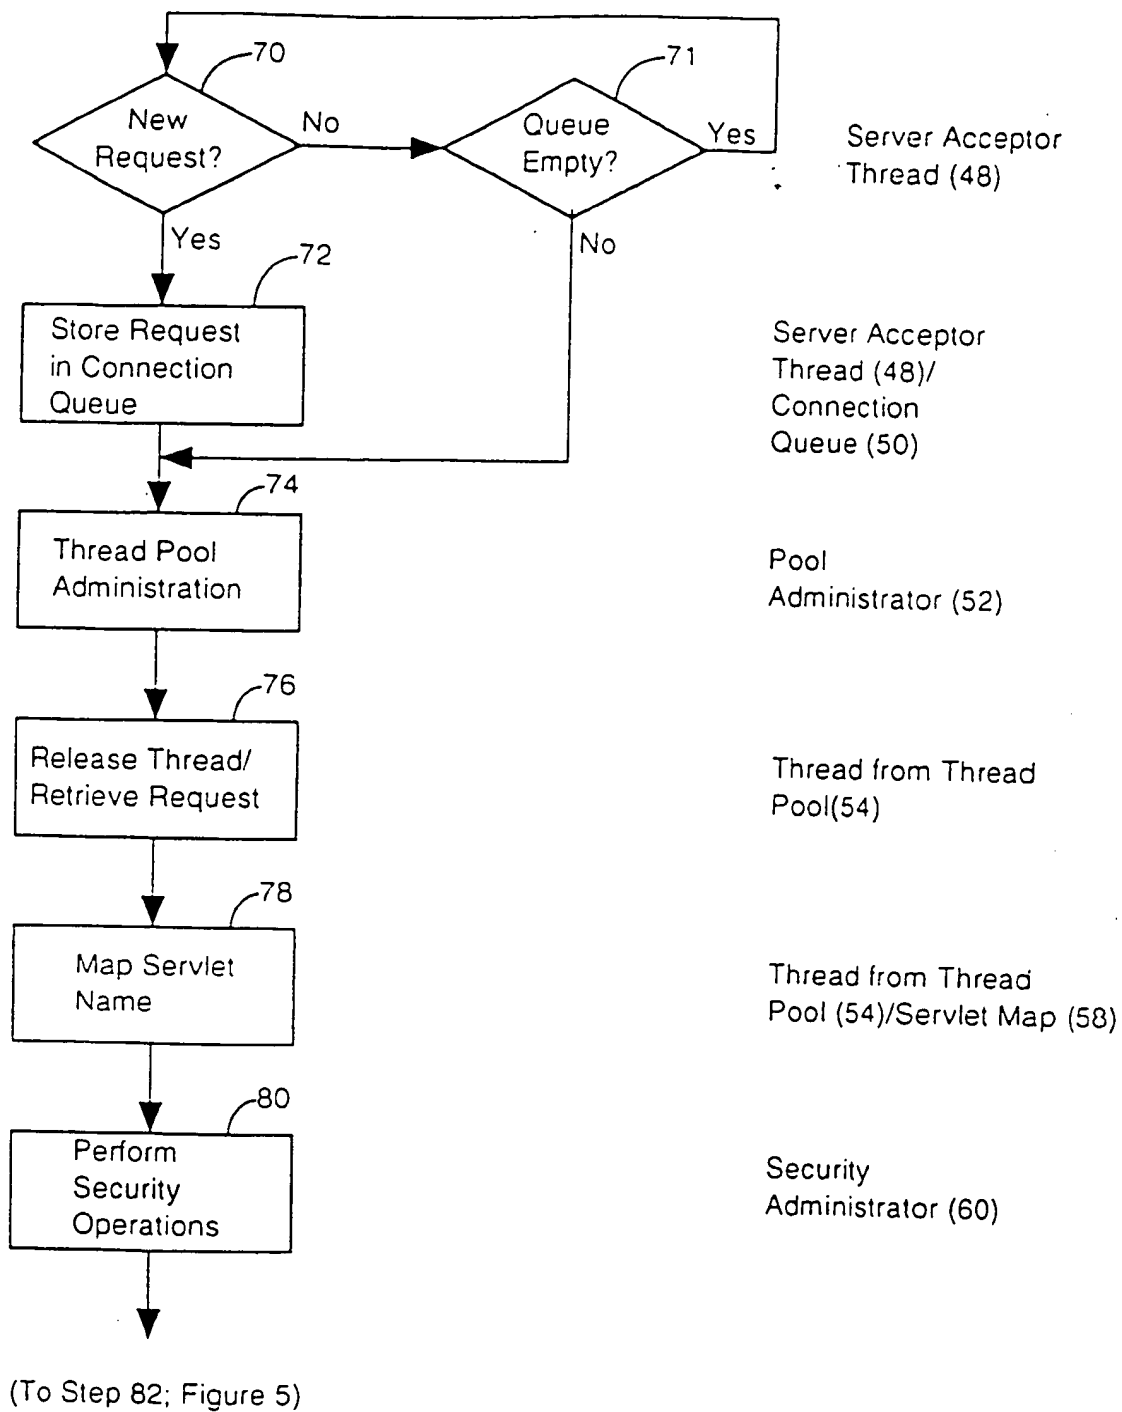 70
71
New
Request?
No
Queue
Empty?
Yes
Server Acceptor
Thread (48)
Yes
No
72
Store Request
in Connection
Queue
Server Acceptor
Thread (48)/
Connection
Queue (50)
74
Thread Pool
Administration
Pool
Administrator (52)
76
Release Thread/
Retrieve Request
Thread from Thread
Pool(54)
78
Map Servlet
Name
Thread from Thread
Pool (54)/Servlet Map (58)
80
Perform
Security
Operations
Security
Administrator (60)
(To Step 82; Figure 5)